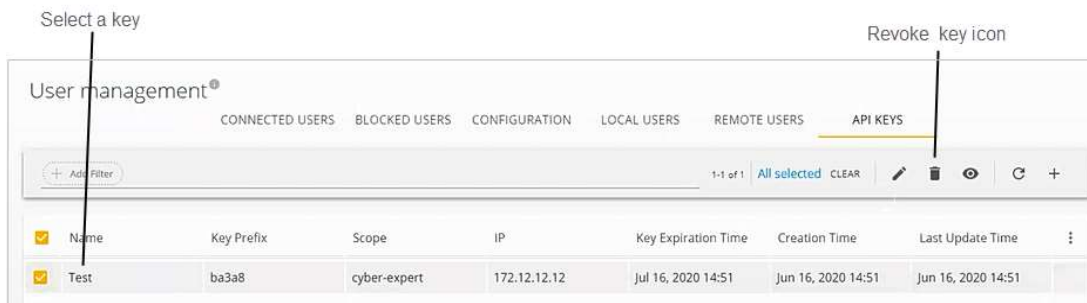 Select a key
Revoke key icon
User management
CONNECTED USERS BLOCKED USERS CONFIGURATION LOCAL USERS REMOTE USERS API KEYS
+ Add Filter 1-1 of 1 All selected CLEAR
Name Key Prefix Scope IP Key Expiration Time Creation Time Last Update Time
Test ba3a8 cyber-expert 172.12.12.12 Jul 16, 2020 14:51 Jun 16, 2020 14:51 Jun 16, 2020 14:51